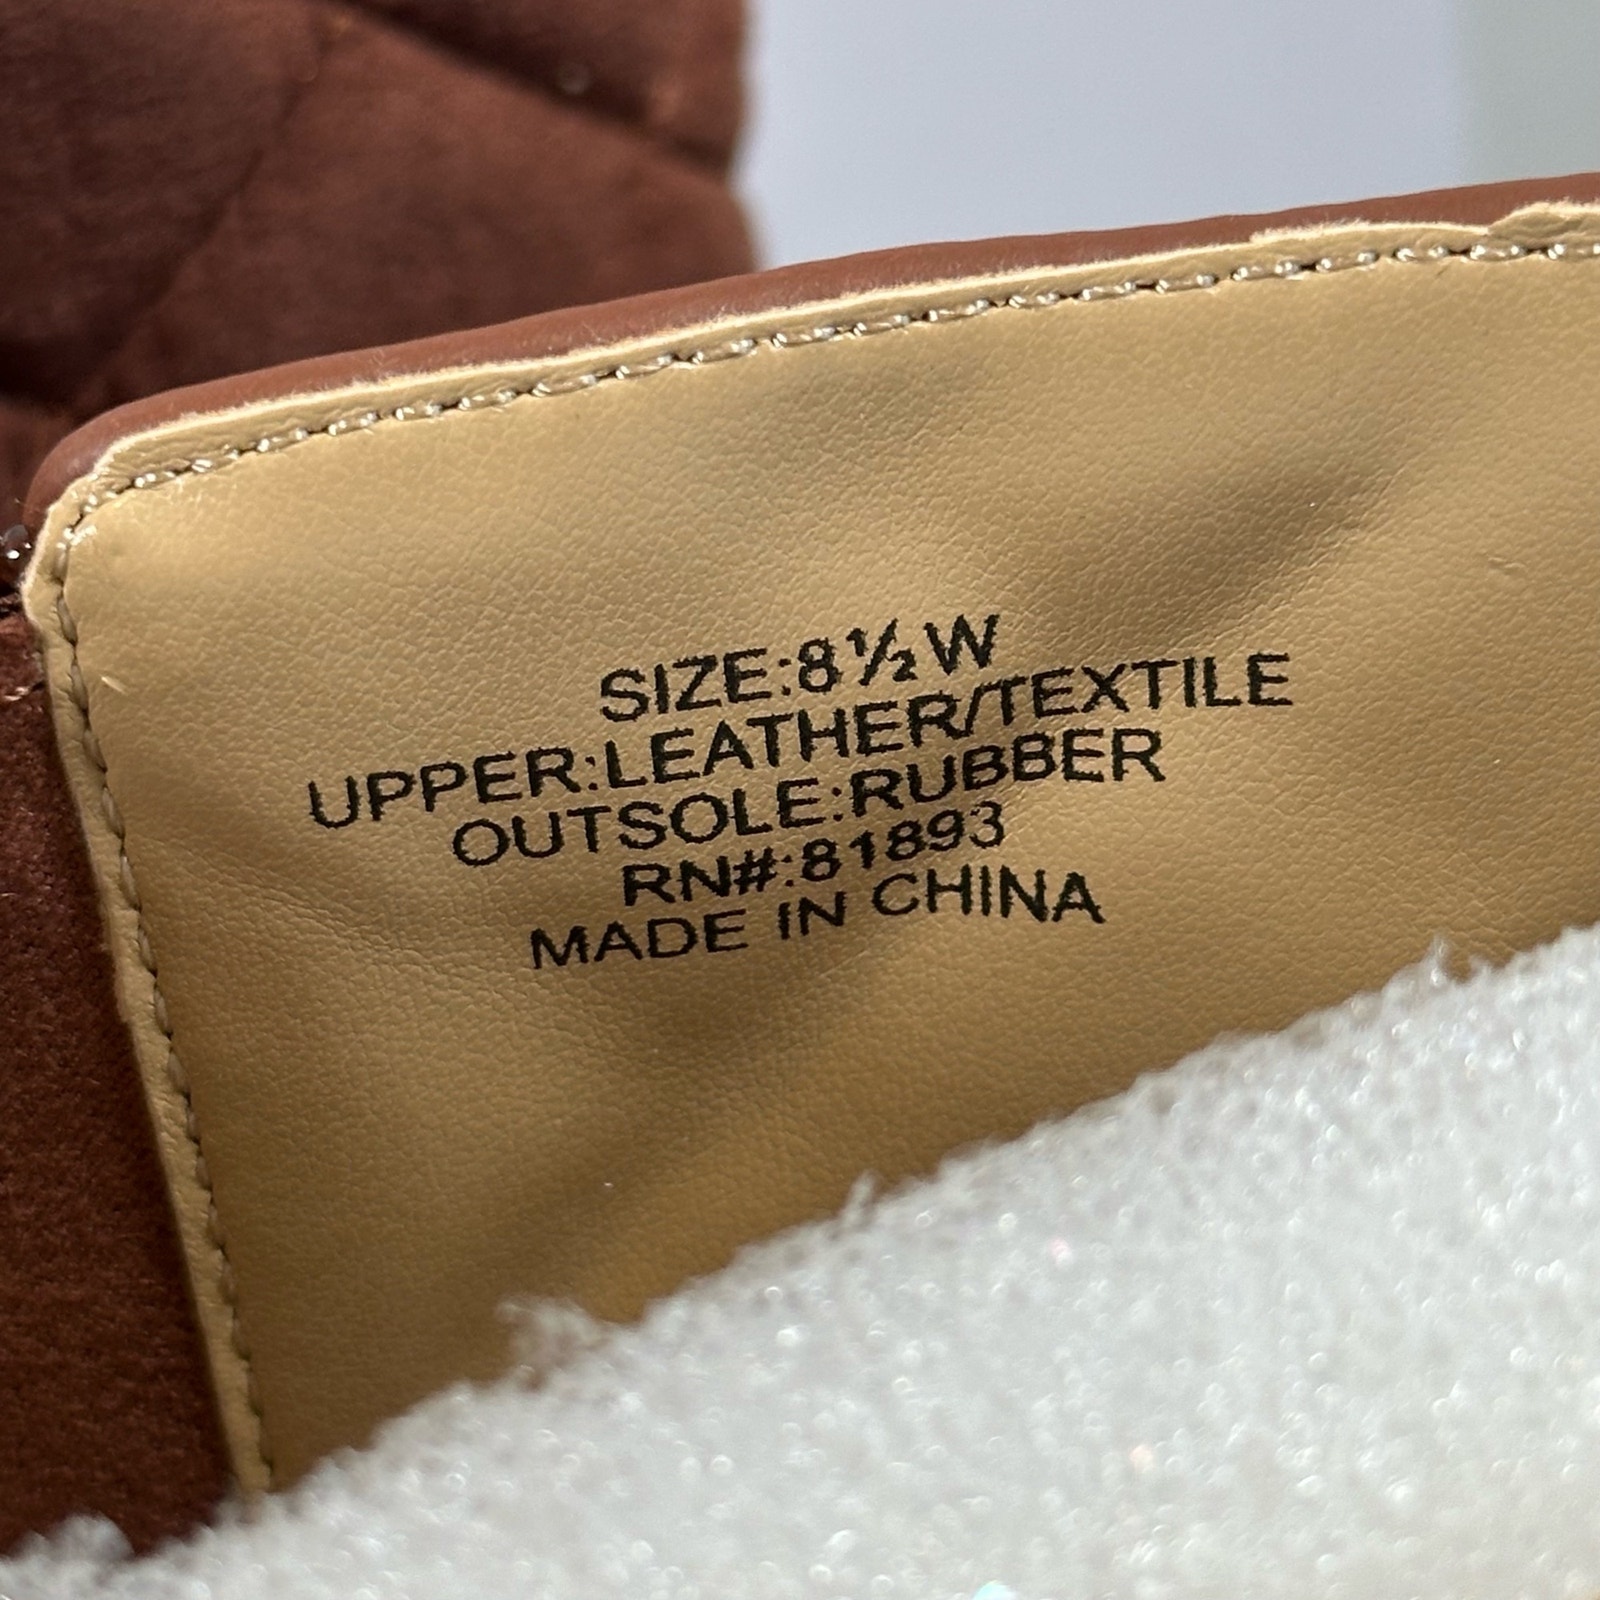 SIZE:8½W
UPPER:LEATHER/TEXTILE
OUTSOLE:RUBBER
RN#:81893
MADE IN CHINA